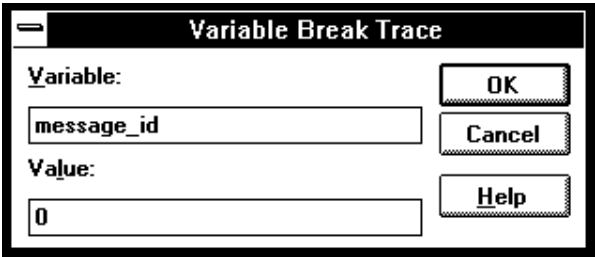 Variable Break Trace
Variable:
message_id
Value:
0
OK
Cancel
Help